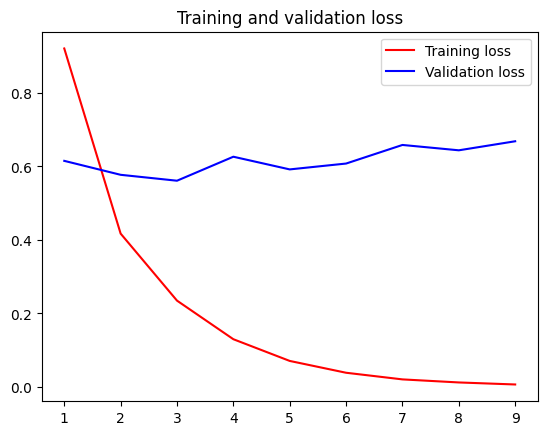 Training and validation loss
Training loss
Validation loss
0.8
0.6
0.4
0.2
0.0
1 2 3 4 5 6 7 8 9